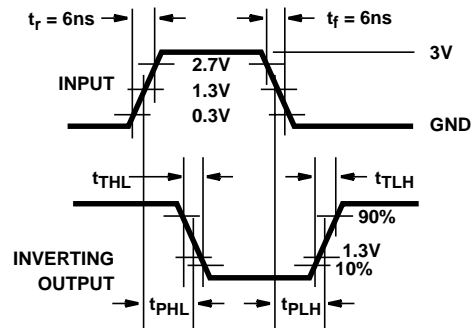 tr = 6ns
tf = 6ns
3V
2.7V
INPUT
1.3V
0.3V
GND
tTHL
tTLH
90%
1.3V
INVERTING
OUTPUT
10%
tPHL
tPLH